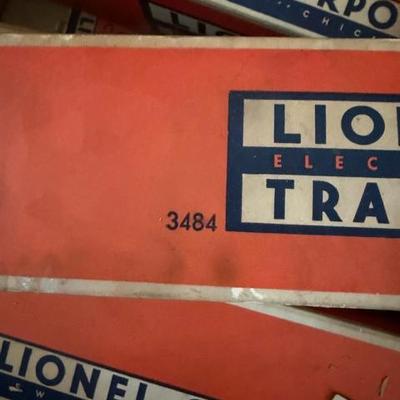 RPO
CHIC
LIO
ELEC
TRA
3484
LIONEL
E W